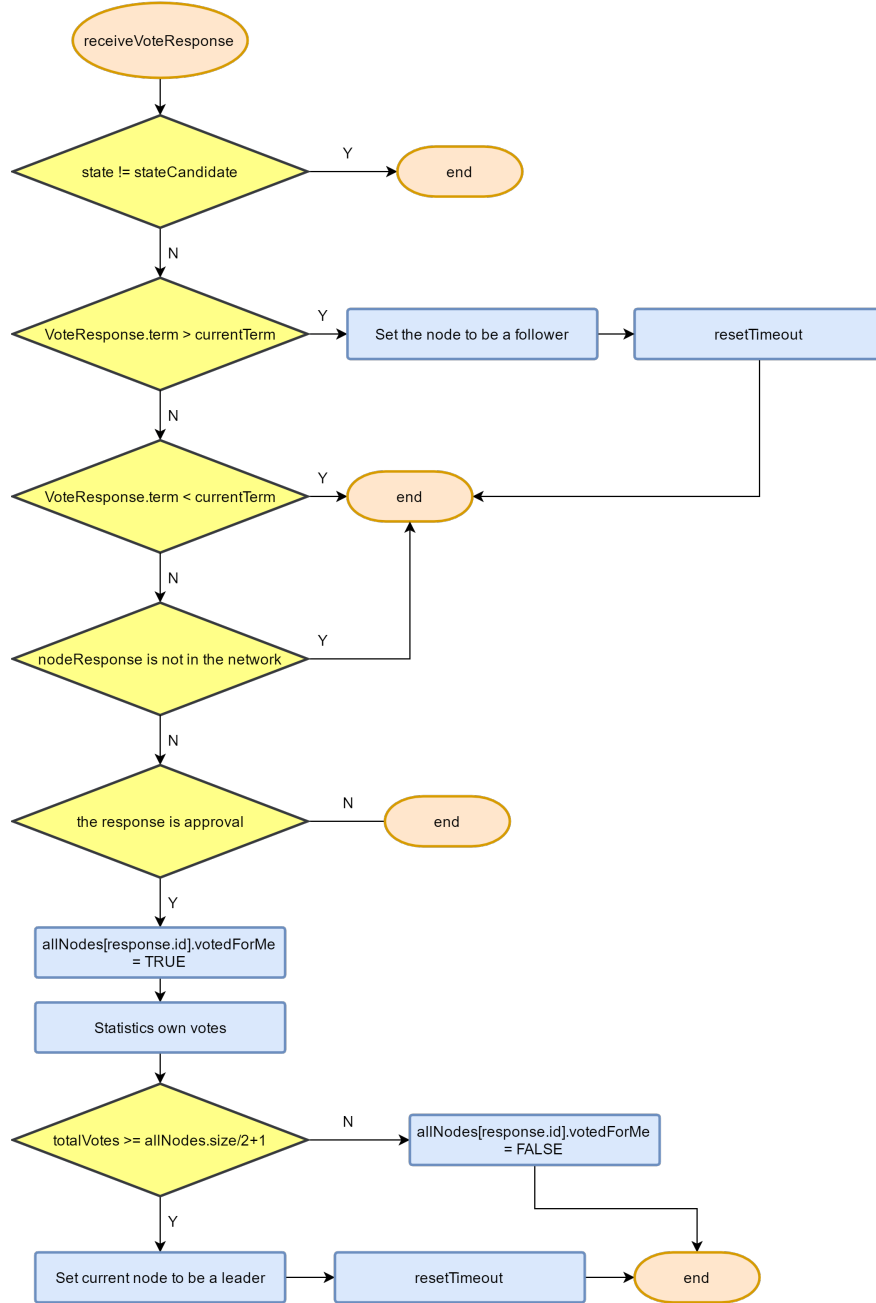 receiveVoteResponse
state != stateCandidate
Y
end
N
VoteResponse.term > currentTerm
Y
Set the node to be a follower
resetTimeout
N
VoteResponse.term < currentTerm
Y
end
N
nodeResponse is not in the network
Y
N
the response is approval
N
end
Y
allNodes[response.id].votedForMe
= TRUE
Statistics own votes
totalVotes >= allNodes.size/2+1
N
allNodes[response.id].votedForMe
= FALSE
Y
Set current node to be a leader
resetTimeout
end